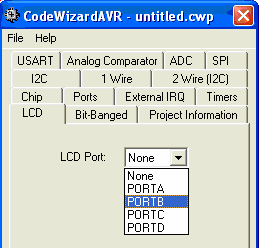 CodeWizardAVR - untitled.cwp
File Help
USART Analog Comparator ADC SPI
I2C 1 Wire 2 Wire (I2C)
Chip Ports External IRQ Timers
LCD Bit-Banged Project Information
LCD Port: None
None
PORTA
PORTB
PORTC
PORTD